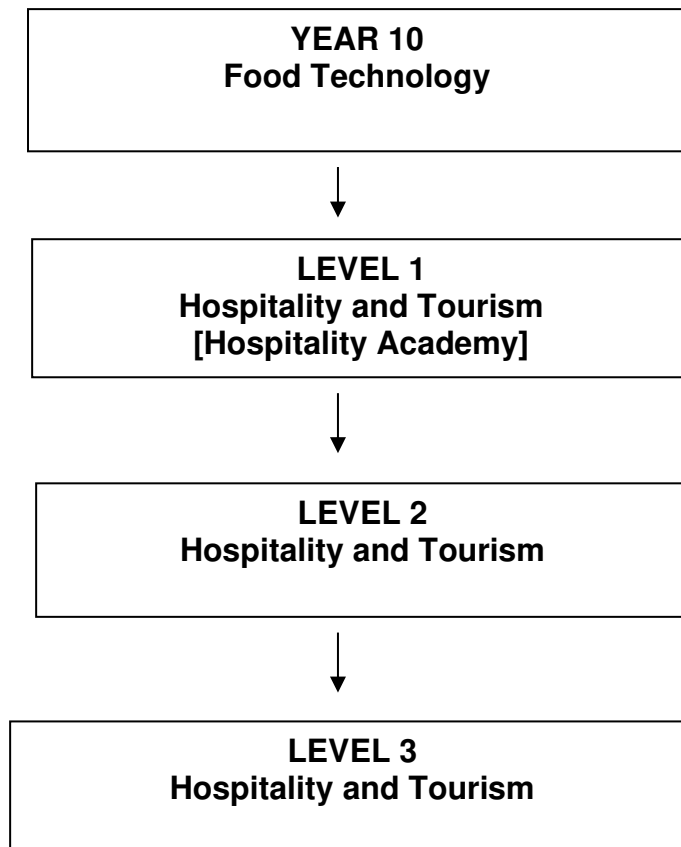 YEAR 10
Food Technology
LEVEL 1
Hospitality and Tourism
[Hospitality Academy]
LEVEL 2
Hospitality and Tourism
LEVEL 3
Hospitality and Tourism